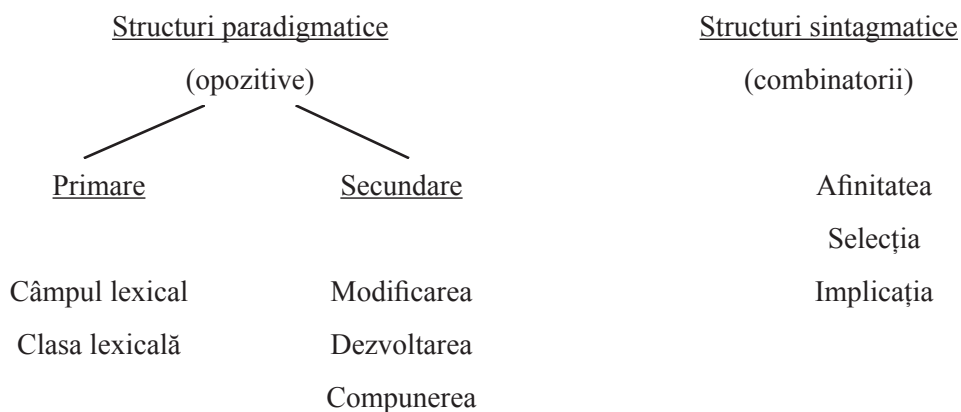 Structuri paradigmatice
(opozitive)
Primare
Câmpul lexical
Clasa lexicală
Secundare
Modificarea
Dezvoltarea
Compunerea
Structuri sintagmatice
(combinatorii)
Afinitatea
Selecția
Implicația